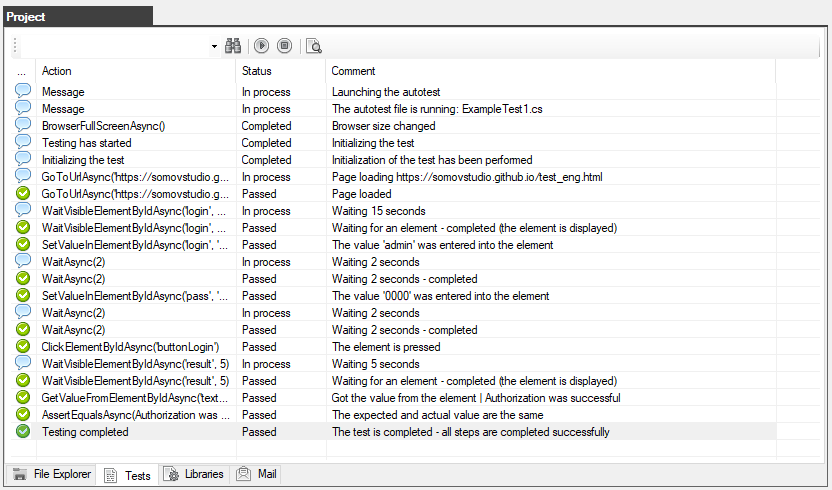 Project
... Action Status Comment
Message In process Launching the autotest
Message In process The autotest file is running: ExampleTest1.cs
BrowserFullScreenAsync() Completed Browser size changed
Testing has started Completed Initializing the test
Initializing the test Completed Initialization of the test has been performed
GoToUrlAsync('https://somovstudio.g... In process Page loading https://somovstudio.github.io/test_eng.html
GoToUrlAsync('https://somovstudio.g... Passed Page loaded
WaitVisibleElementByIdAsync('login', ... In process Waiting 15 seconds
WaitVisibleElementByIdAsync('login', ... Passed Waiting for an element - completed (the element is displayed)
SetValueInElementByIdAsync('login', '... Passed The value 'admin' was entered into the element
WaitAsync(2) In process Waiting 2 seconds
WaitAsync(2) Passed Waiting 2 seconds - completed
SetValueInElementByIdAsync('pass', '... Passed The value '0000' was entered into the element
WaitAsync(2) In process Waiting 2 seconds
WaitAsync(2) Passed Waiting 2 seconds - completed
ClickElementByIdAsync('buttonLogin') Passed The element is pressed
WaitVisibleElementByIdAsync('result', 5) In process Waiting 5 seconds
WaitVisibleElementByIdAsync('result', 5) Passed Waiting for an element - completed (the element is displayed)
GetValueFromElementByIdAsync('text... Passed Got the value from the element | Authorization was successful
AssertEqualsAsync(Authorization was ... Passed The expected and actual value are the same
Testing completed Passed The test is completed - all steps are completed successfully
File Explorer Tests Libraries Mail